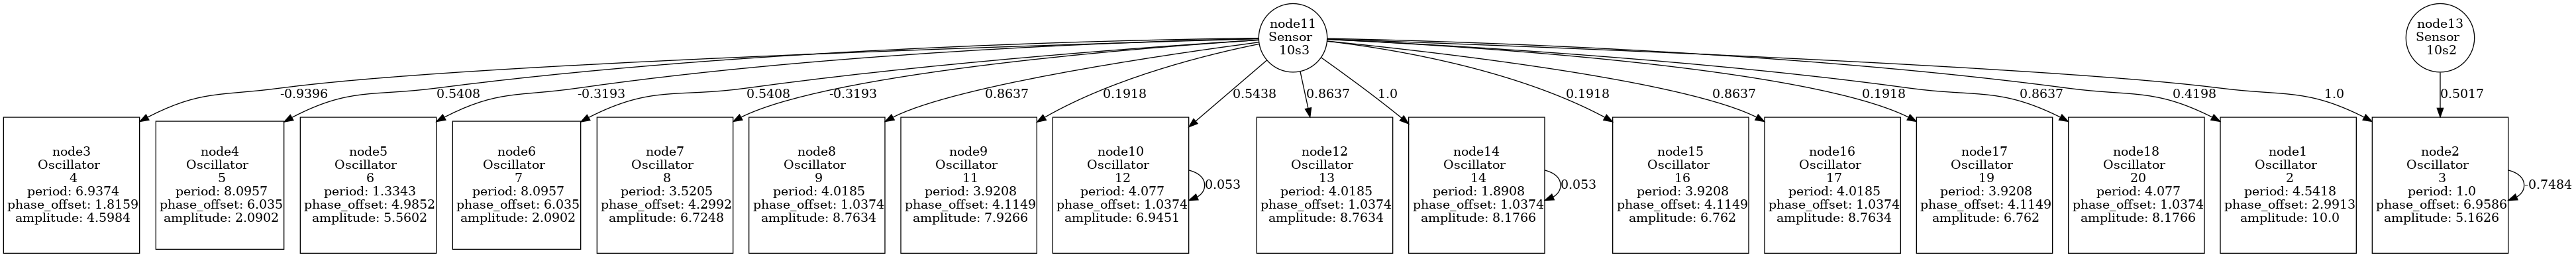 node11
Sensor
10s3
node13
Sensor
10s2
-0.9396
0.5408
-0.3193
0.5408
-0.3193
0.8637
0.1918
0.5438
0.8637
1.0
0.1918
0.8637
0.1918
0.8637
0.4198
1.0
0.5017
node3
Oscillator
4
period: 6.9374
phase_offset: 1.8159
amplitude: 4.5984
node4
Oscillator
5
period: 8.0957
phase_offset: 6.035
amplitude: 2.0902
node5
Oscillator
6
period: 1.3343
phase_offset: 4.9852
amplitude: 5.5602
node6
Oscillator
7
period: 8.0957
phase_offset: 6.035
amplitude: 2.0902
node7
Oscillator
8
period: 3.5205
phase_offset: 4.2992
amplitude: 6.7248
node8
Oscillator
9
period: 4.0185
phase_offset: 1.0374
amplitude: 8.7634
node9
Oscillator
11
period: 3.9208
phase_offset: 4.1149
amplitude: 7.9266
node10
Oscillator
12
period: 4.077
phase_offset: 1.0374
amplitude: 6.9451
0.053
node12
Oscillator
13
period: 4.0185
phase_offset: 1.0374
amplitude: 8.7634
node14
Oscillator
14
period: 1.8908
phase_offset: 1.0374
amplitude: 8.1766
0.053
node15
Oscillator
16
period: 3.9208
phase_offset: 4.1149
amplitude: 6.762
node16
Oscillator
17
period: 4.0185
phase_offset: 1.0374
amplitude: 8.7634
node17
Oscillator
19
period: 3.9208
phase_offset: 4.1149
amplitude: 6.762
node18
Oscillator
20
period: 4.077
phase_offset: 1.0374
amplitude: 8.1766
node1
Oscillator
2
period: 4.5418
phase_offset: 2.9913
amplitude: 10.0
node2
Oscillator
3
period: 1.0
phase_offset: 6.9586
amplitude: 5.1626
-0.7484